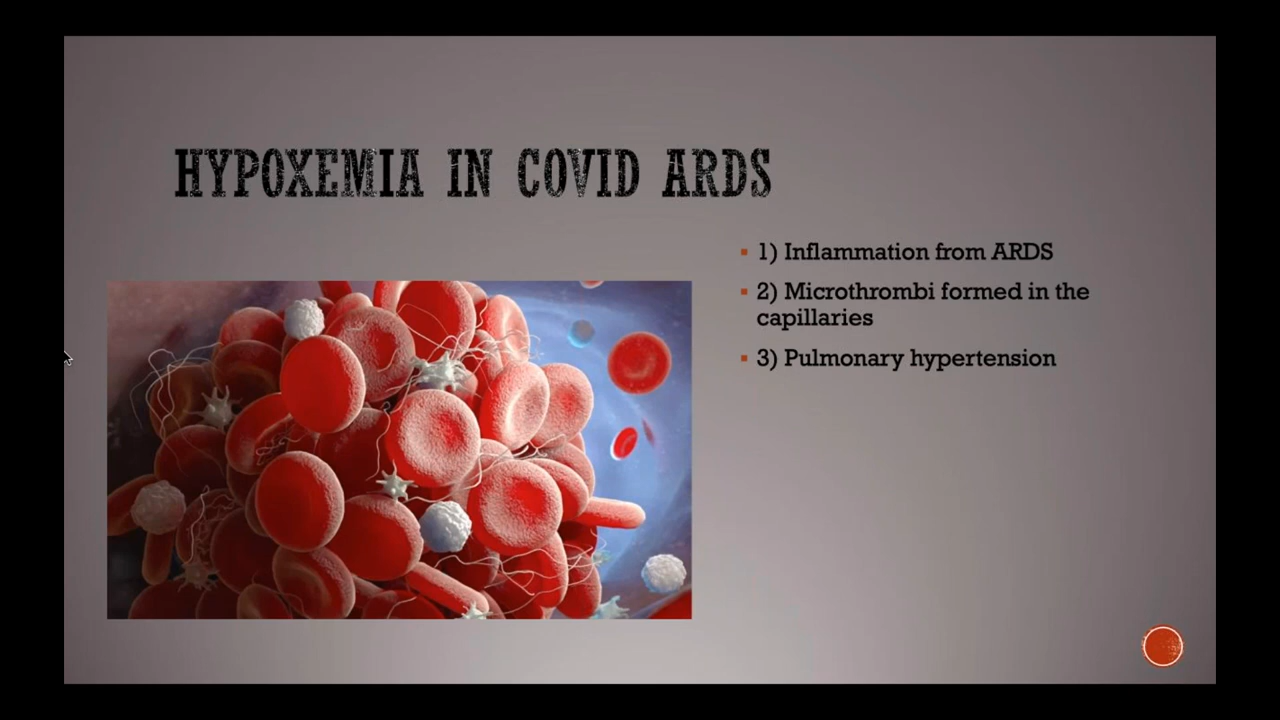 HYPOXEMIA IN COVID ARDS
1) Inflammation from ARDS
2) Microthrombi formed in the
capillaries
3) Pulmonary hypertension